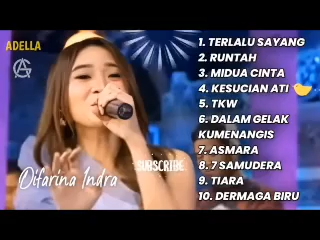 ADELLA
Difarina Indra
SUBSCRIBE
1. TERLALU SAYANG
2. RUNTAH
3. MIDUA CINTA
4. KESUCIAN ATI
5. TKW
6. DALAM GELAK
KUMENANGIS
7. ASMARA
8. 7 SAMUDERA
9. TIARA
10. DERMAGA BIRU